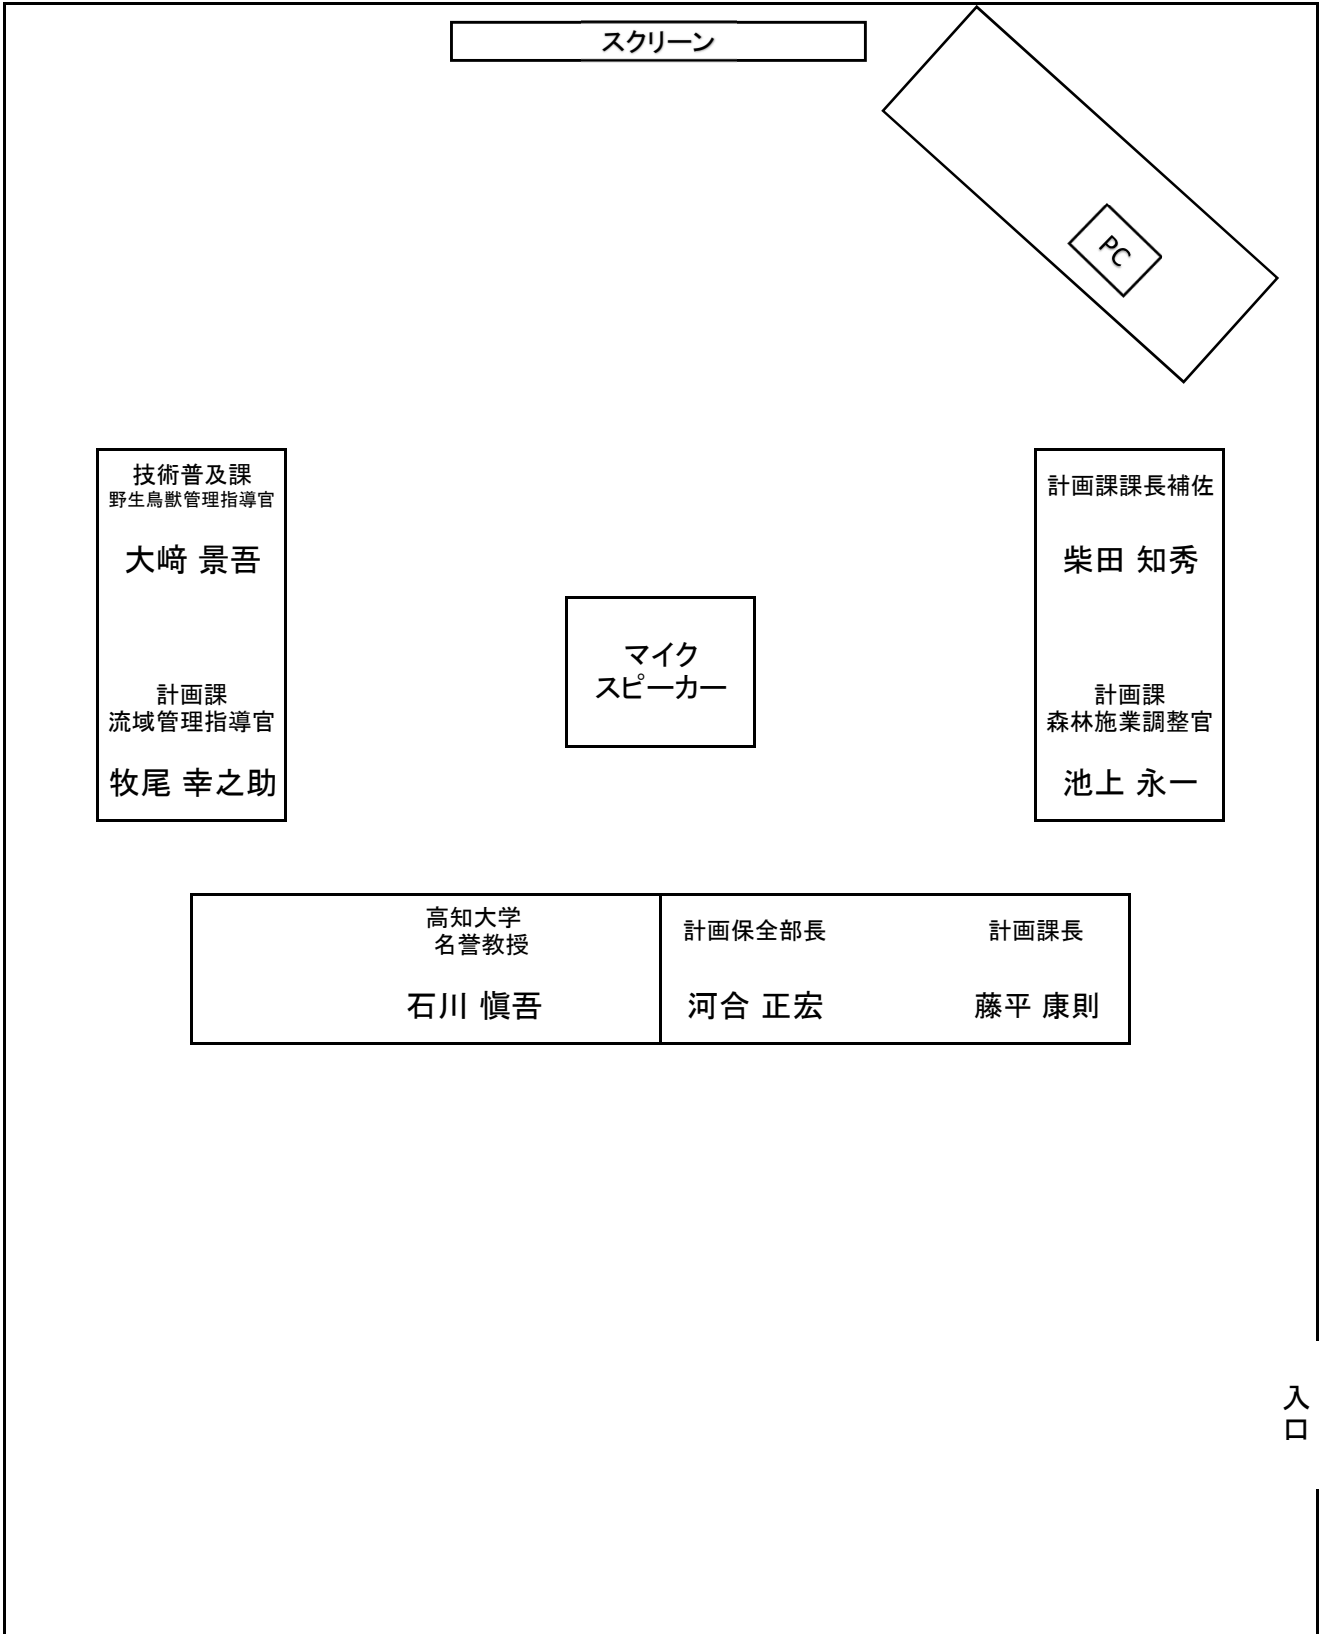 スクリーン
PC
技術普及課
野生鳥獣管理指導官
大﨑 景吾
計画課
流域管理指導官
牧尾 幸之助
マイク
スピーカー
計画課課長補佐
柴田 知秀
計画課
森林施業調整官
池上 永一
高知大学
名誉教授
石川 愼吾
計画保全部長
河合 正宏
計画課長
藤平 康則
入
口